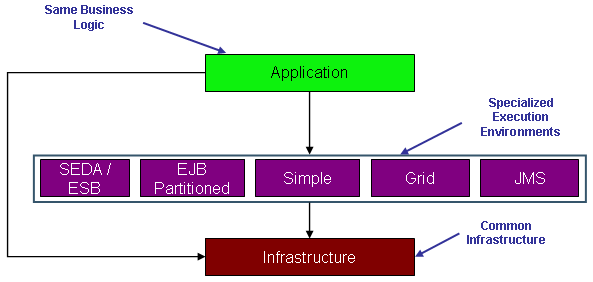 Same Business
Logic
Application
Specialized
Execution
Environments
SEDA /
ESB
EJB
Partitioned
Simple
Grid
JMS
Common
Infrastructure
Infrastructure